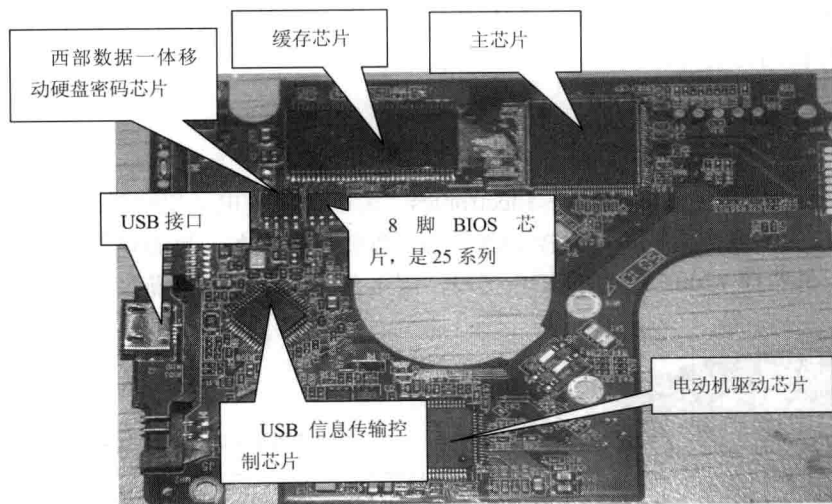 西部数据一体移
动硬盘密码芯片
缓存芯片
主芯片
USB 接口
8 脚 BIOS 芯
片，是 25 系列
USB 信息传输控
制芯片
电动机驱动芯片